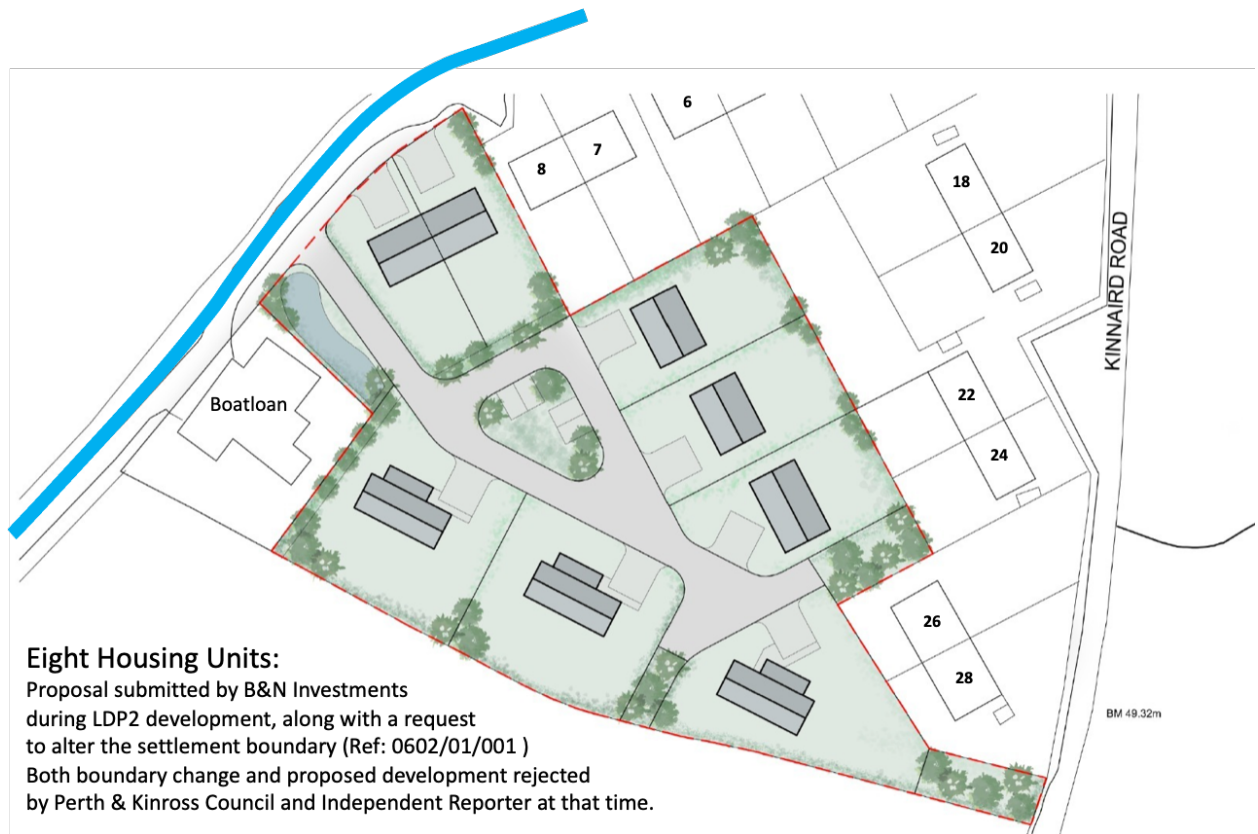 6
7
8
18
20
KINNAIRD ROAD
22
24
Boatloan
26
28
BM 49.32m
Eight Housing Units:
Proposal submitted by B&N Investments
during LDP2 development, along with a request
to alter the settlement boundary (Ref: 0602/01/001 )
Both boundary change and proposed development rejected
by Perth & Kinross Council and Independent Reporter at that time.